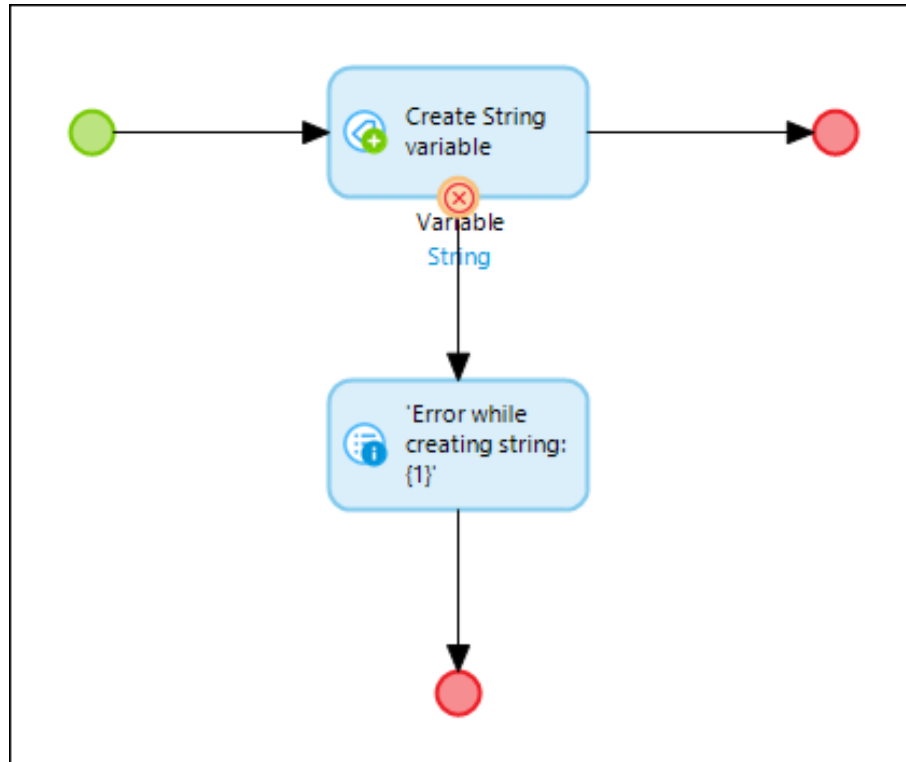 Create String
variable
Variable
String
'Error while
creating string:
{1}'